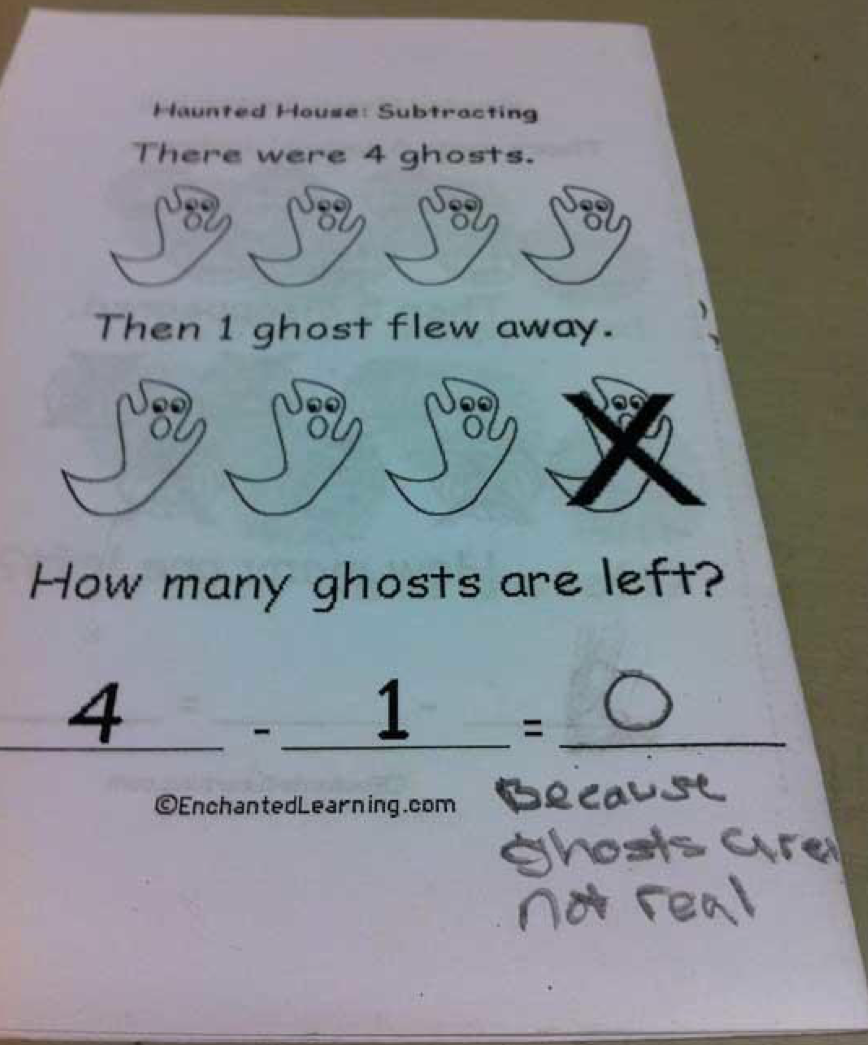 Haunted House: Subtracting
There were 4 ghosts.
Then 1 ghost flew away.
How many ghosts are left?
4 - 1 = 0
©EnchantedLearning.com
Because
ghosts are
not real